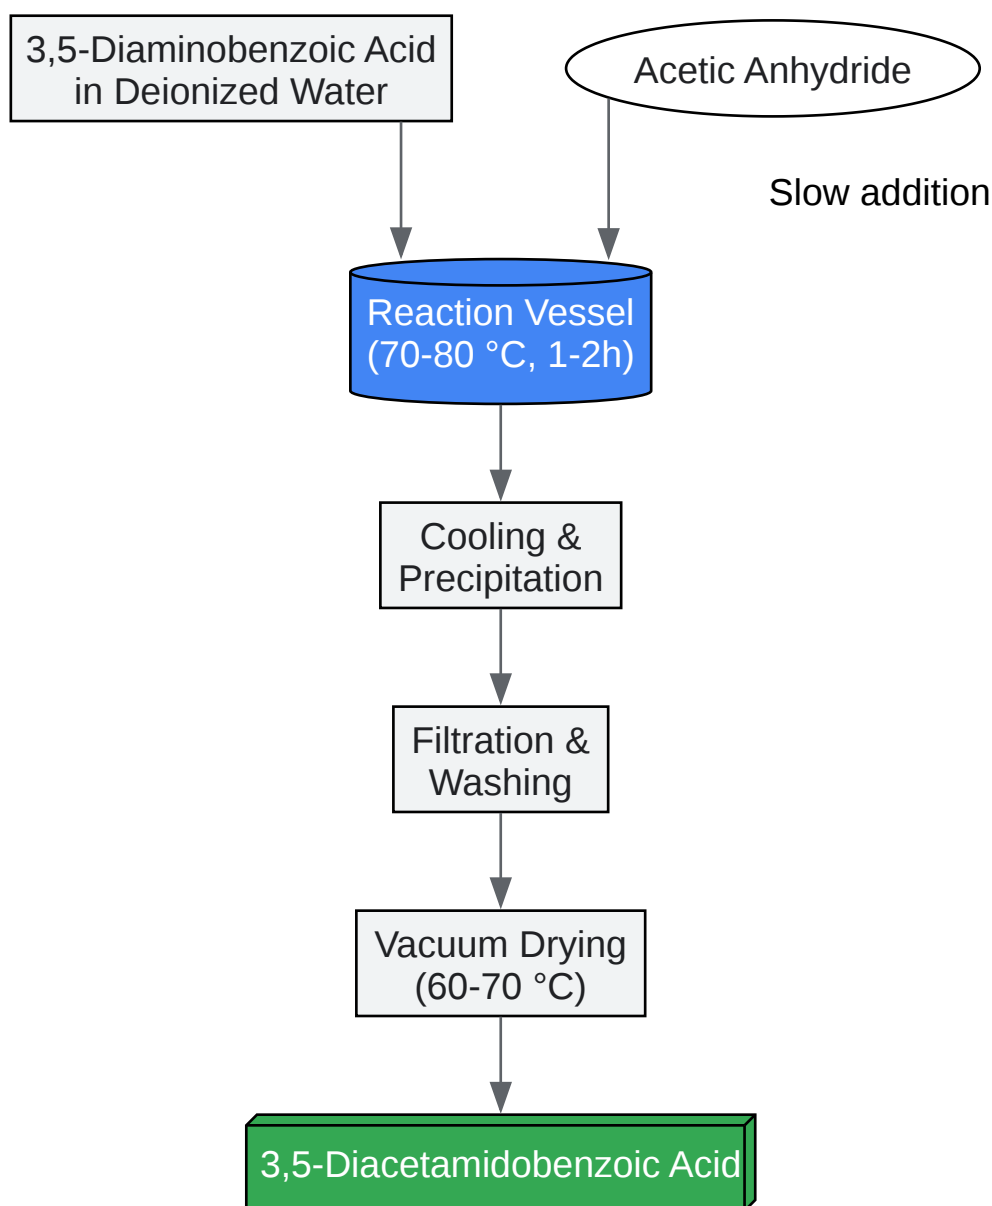 3,5-Diaminobenzoic Acid
in Deionized Water
Acetic Anhydride
Slow addition
Reaction Vessel
(70-80 °C, 1-2h)
Cooling &
Precipitation
Filtration &
Washing
Vacuum Drying
(60-70 °C)
3,5-Diacetamidobenzoic Acid